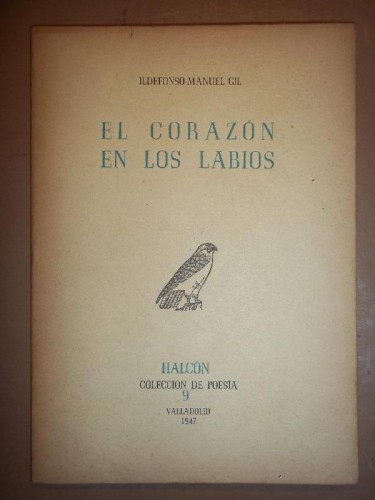 ILDEFONSO-MANUEL GIL
EL CORAZÓN
EN LOS LABIOS
HALCÓN
COLECCIÓN DE POESÍA
9
VALLADOLID
1947